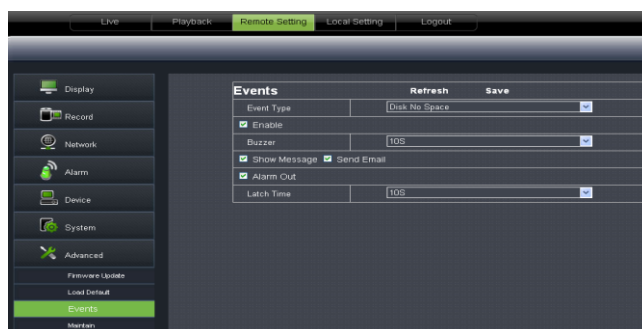 Live Playback Remote Setting Local Setting Logout
Display
Record
Network
Alarm
Device
System
Advanced
Firmware Update
Load Default
Events
Maintain
Events Refresh Save
Event Type Disk No Space
Enable
Buzzer 10S
Show Message Send Email
Alarm Out
Latch Time 10S